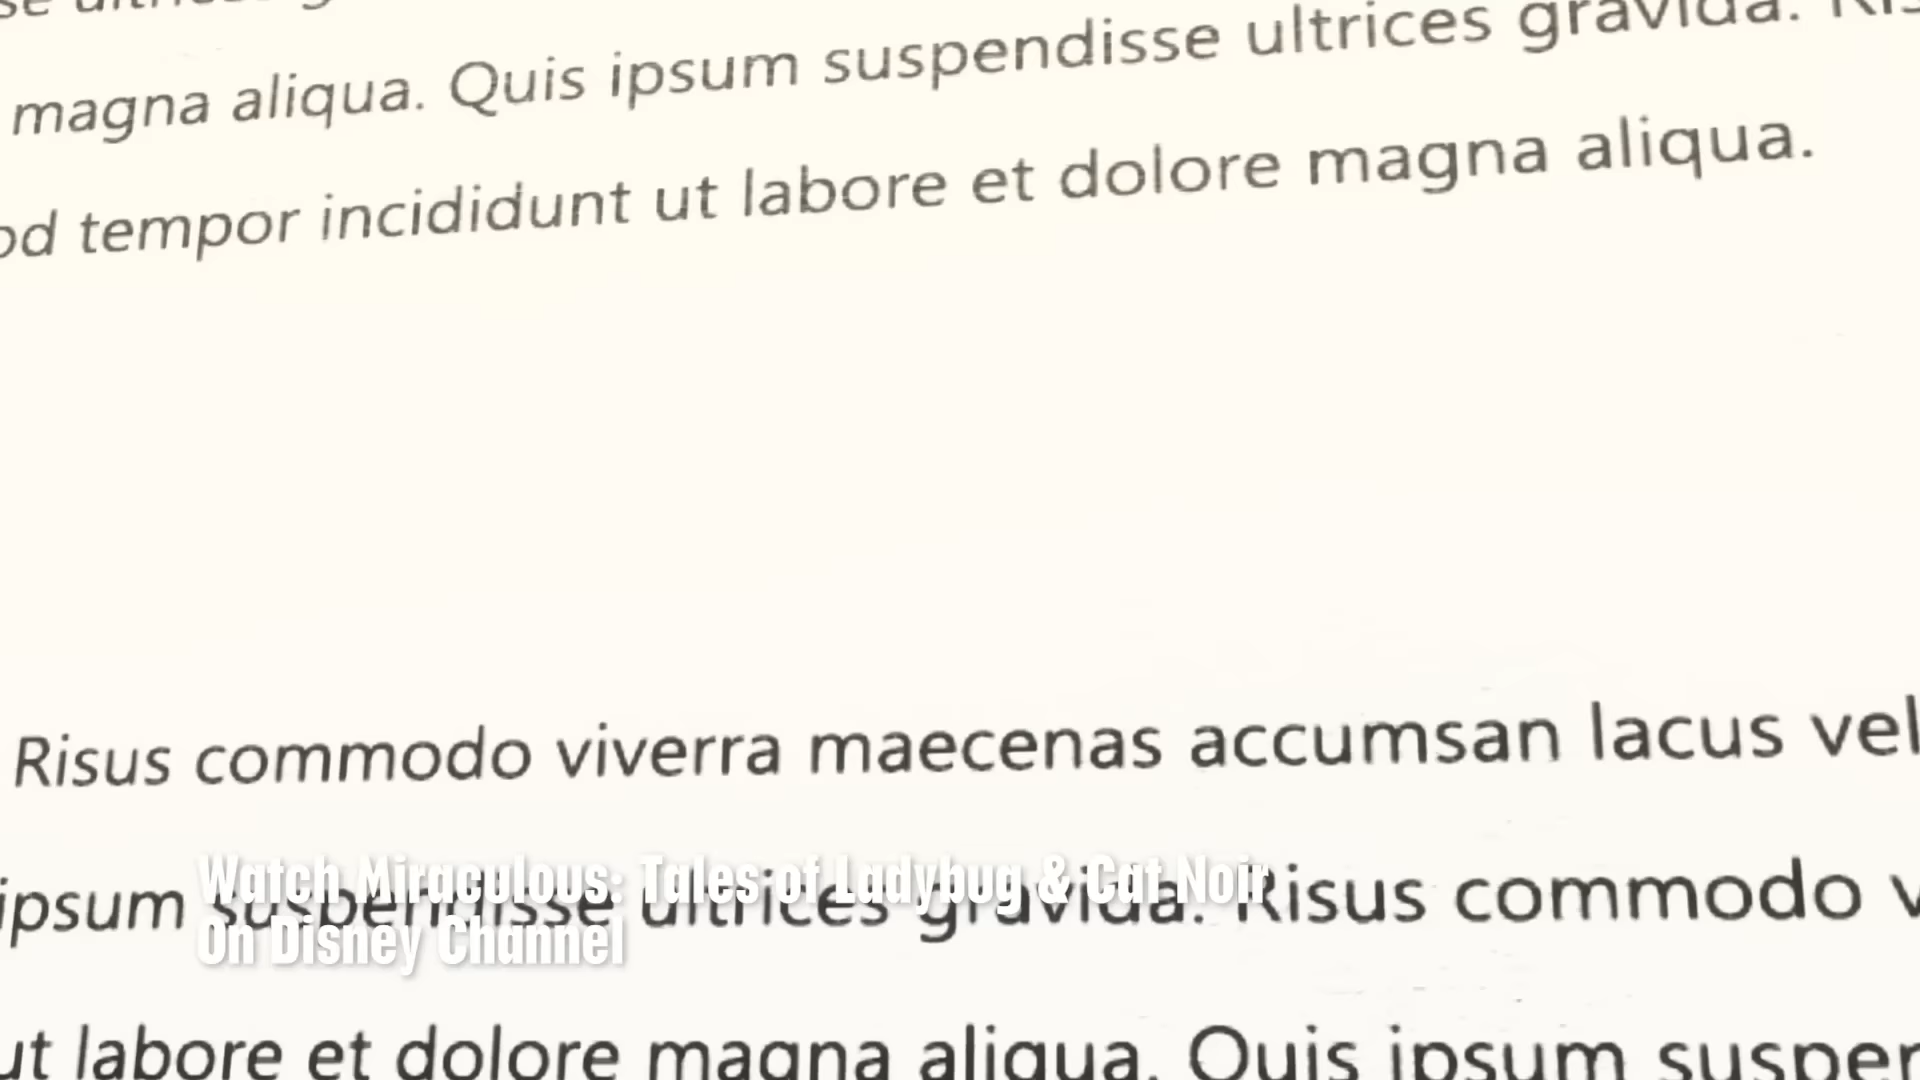 magna aliqua. Quis ipsum suspendisse ultrices gravida.
tempor incididunt ut labore et dolore magna aliqua.
Risus commodo viverra maecenas accumsan lacus vel
ipsum suspendisse ultrices gravida. Risus commodo
Watch Miraculous: Tales of Ladybug & Cat Noir
On Disney Channel
ut labore et dolore magna aliqua. Quis ipsum